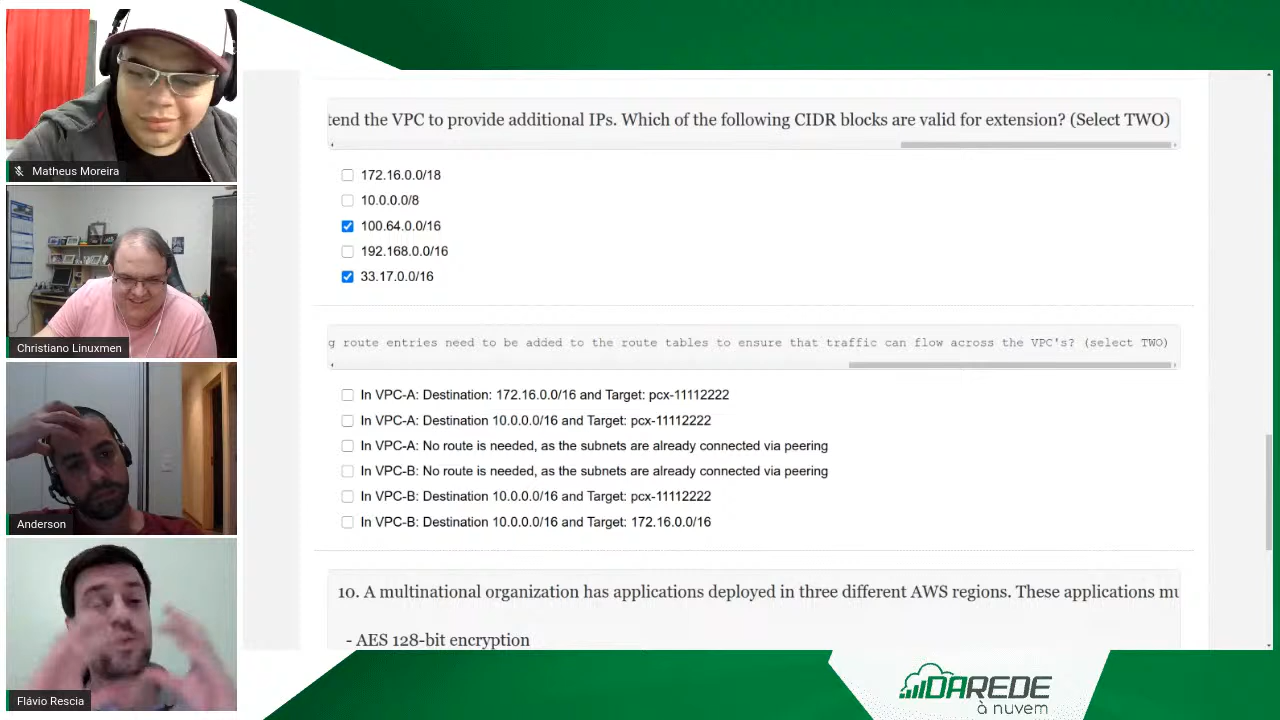 Matheus Moreira
Christiano Linuxmen
Anderson
Flávio Rescia
tend the VPC to provide additional IPs. Which of the following CIDR blocks are valid for extension? (Select TWO)
172.16.0.0/18
10.0.0.0/8
100.64.0.0/16
192.168.0.0/16
33.17.0.0/16
g route entries need to be added to the route tables to ensure that traffic can flow across the VPC's? (select TWO)
In VPC-A: Destination: 172.16.0.0/16 and Target: pcx-11112222
In VPC-A: Destination 10.0.0.0/16 and Target: pcx-11112222
In VPC-A: No route is needed, as the subnets are already connected via peering
In VPC-B: No route is needed, as the subnets are already connected via peering
In VPC-B: Destination 10.0.0.0/16 and Target: pcx-11112222
In VPC-B: Destination 10.0.0.0/16 and Target: 172.16.0.0/16
10. A multinational organization has applications deployed in three different AWS regions. These applications mu
- AES 128-bit encryption
DAREDE
à nuvem